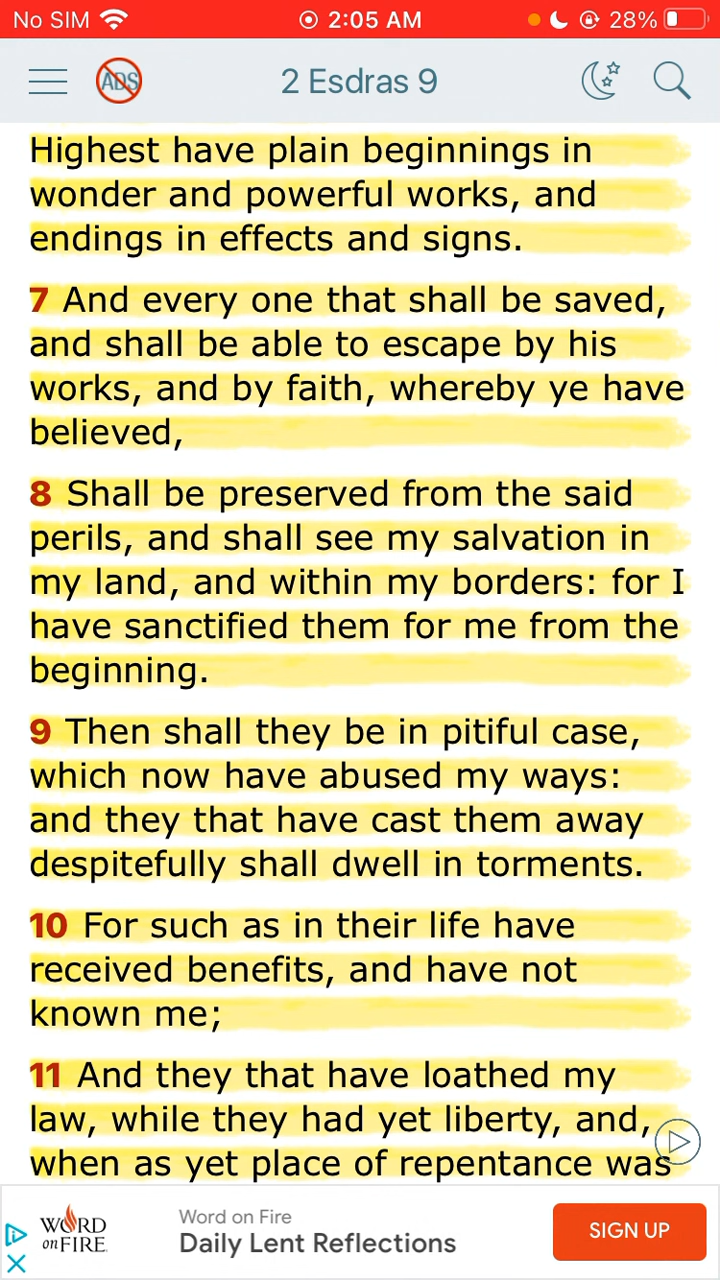 No SIM 2:05 AM 28%
ADS 2 Esdras 9
Highest have plain beginnings in
wonder and powerful works, and
endings in effects and signs.
7 And every one that shall be saved,
and shall be able to escape by his
works, and by faith, whereby ye have
believed,
8 Shall be preserved from the said
perils, and shall see my salvation in
my land, and within my borders: for I
have sanctified them for me from the
beginning.
9 Then shall they be in pitiful case,
which now have abused my ways:
and they that have cast them away
despitefully shall dwell in torments.
10 For such as in their life have
received benefits, and have not
known me;
11 And they that have loathed my
law, while they had yet liberty, and,
when as yet place of repentance was
WORD
on FIRE
Word on Fire
Daily Lent Reflections
SIGN UP